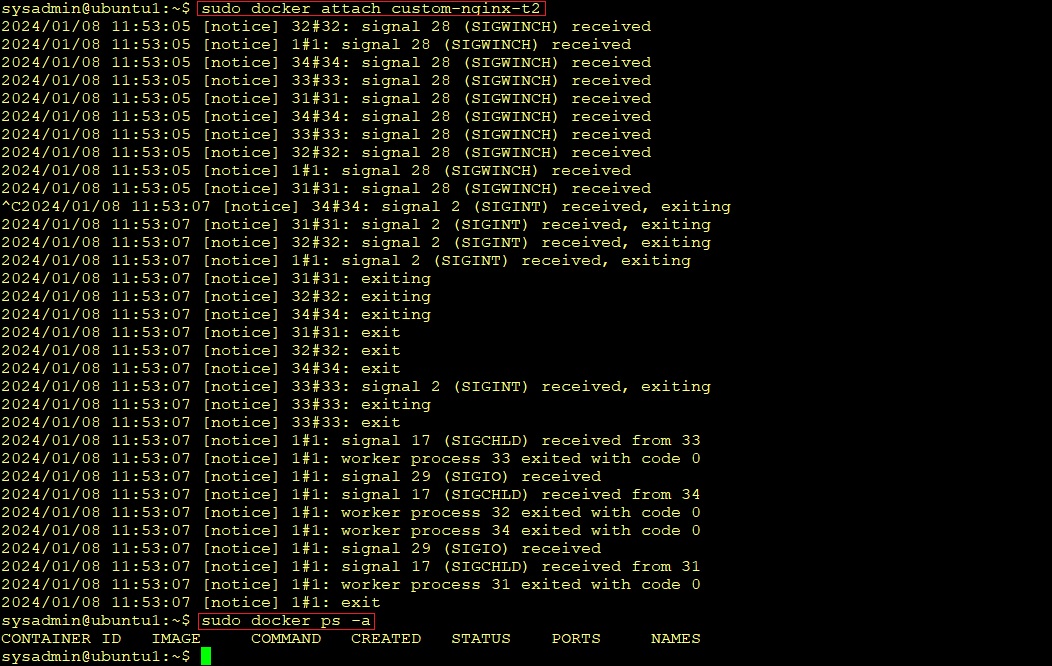 sysadmin@ubuntu1:~$ sudo docker attach custom-nginx-t2
2024/01/08 11:53:05 [notice] 32#32: signal 28 (SIGWINCH) received
2024/01/08 11:53:05 [notice] 1#1: signal 28 (SIGWINCH) received
2024/01/08 11:53:05 [notice] 34#34: signal 28 (SIGWINCH) received
2024/01/08 11:53:05 [notice] 33#33: signal 28 (SIGWINCH) received
2024/01/08 11:53:05 [notice] 31#31: signal 28 (SIGWINCH) received
2024/01/08 11:53:05 [notice] 34#34: signal 28 (SIGWINCH) received
2024/01/08 11:53:05 [notice] 33#33: signal 28 (SIGWINCH) received
2024/01/08 11:53:05 [notice] 32#32: signal 28 (SIGWINCH) received
2024/01/08 11:53:05 [notice] 1#1: signal 28 (SIGWINCH) received
2024/01/08 11:53:05 [notice] 31#31: signal 28 (SIGWINCH) received
^C2024/01/08 11:53:07 [notice] 34#34: signal 2 (SIGINT) received, exiting
2024/01/08 11:53:07 [notice] 31#31: signal 2 (SIGINT) received, exiting
2024/01/08 11:53:07 [notice] 32#32: signal 2 (SIGINT) received, exiting
2024/01/08 11:53:07 [notice] 1#1: signal 2 (SIGINT) received, exiting
2024/01/08 11:53:07 [notice] 31#31: exiting
2024/01/08 11:53:07 [notice] 32#32: exiting
2024/01/08 11:53:07 [notice] 34#34: exiting
2024/01/08 11:53:07 [notice] 31#31: exit
2024/01/08 11:53:07 [notice] 32#32: exit
2024/01/08 11:53:07 [notice] 34#34: exit
2024/01/08 11:53:07 [notice] 33#33: signal 2 (SIGINT) received, exiting
2024/01/08 11:53:07 [notice] 33#33: exiting
2024/01/08 11:53:07 [notice] 33#33: exit
2024/01/08 11:53:07 [notice] 1#1: signal 17 (SIGCHLD) received from 33
2024/01/08 11:53:07 [notice] 1#1: worker process 33 exited with code 0
2024/01/08 11:53:07 [notice] 1#1: signal 29 (SIGIO) received
2024/01/08 11:53:07 [notice] 1#1: signal 17 (SIGCHLD) received from 34
2024/01/08 11:53:07 [notice] 1#1: worker process 32 exited with code 0
2024/01/08 11:53:07 [notice] 1#1: worker process 34 exited with code 0
2024/01/08 11:53:07 [notice] 1#1: signal 29 (SIGIO) received
2024/01/08 11:53:07 [notice] 1#1: signal 17 (SIGCHLD) received from 31
2024/01/08 11:53:07 [notice] 1#1: worker process 31 exited with code 0
2024/01/08 11:53:07 [notice] 1#1: exit
sysadmin@ubuntu1:~$ sudo docker ps -a
CONTAINER ID   IMAGE     COMMAND   CREATED   STATUS    PORTS     NAMES
sysadmin@ubuntu1:~$